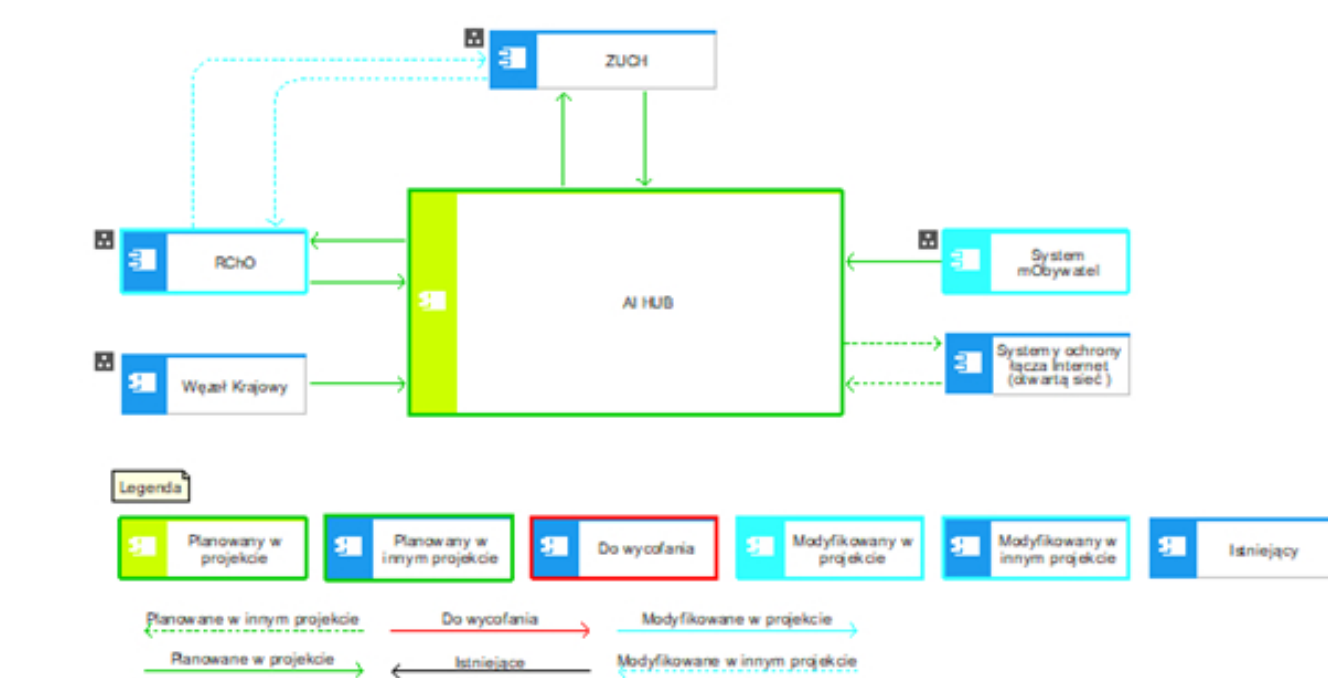 ZUCH
RChO
AI HUB
System
mObywatel
Węzeł Krajowy
Systemy ochrony
łącza Internet
(otwartą sieć )
Legenda
Planowany w
projekcie
Planowany w
innym projekcie
Do wycofania
Modyfikowany w
projekcie
Modyfikowany w
innym projekcie
Istniejący
Planowane w innym projekcie
Do wycofania
Modyfikowane w projekcie
Planowane w projekcie
Istniejące
Modyfikowane w innym projekcie